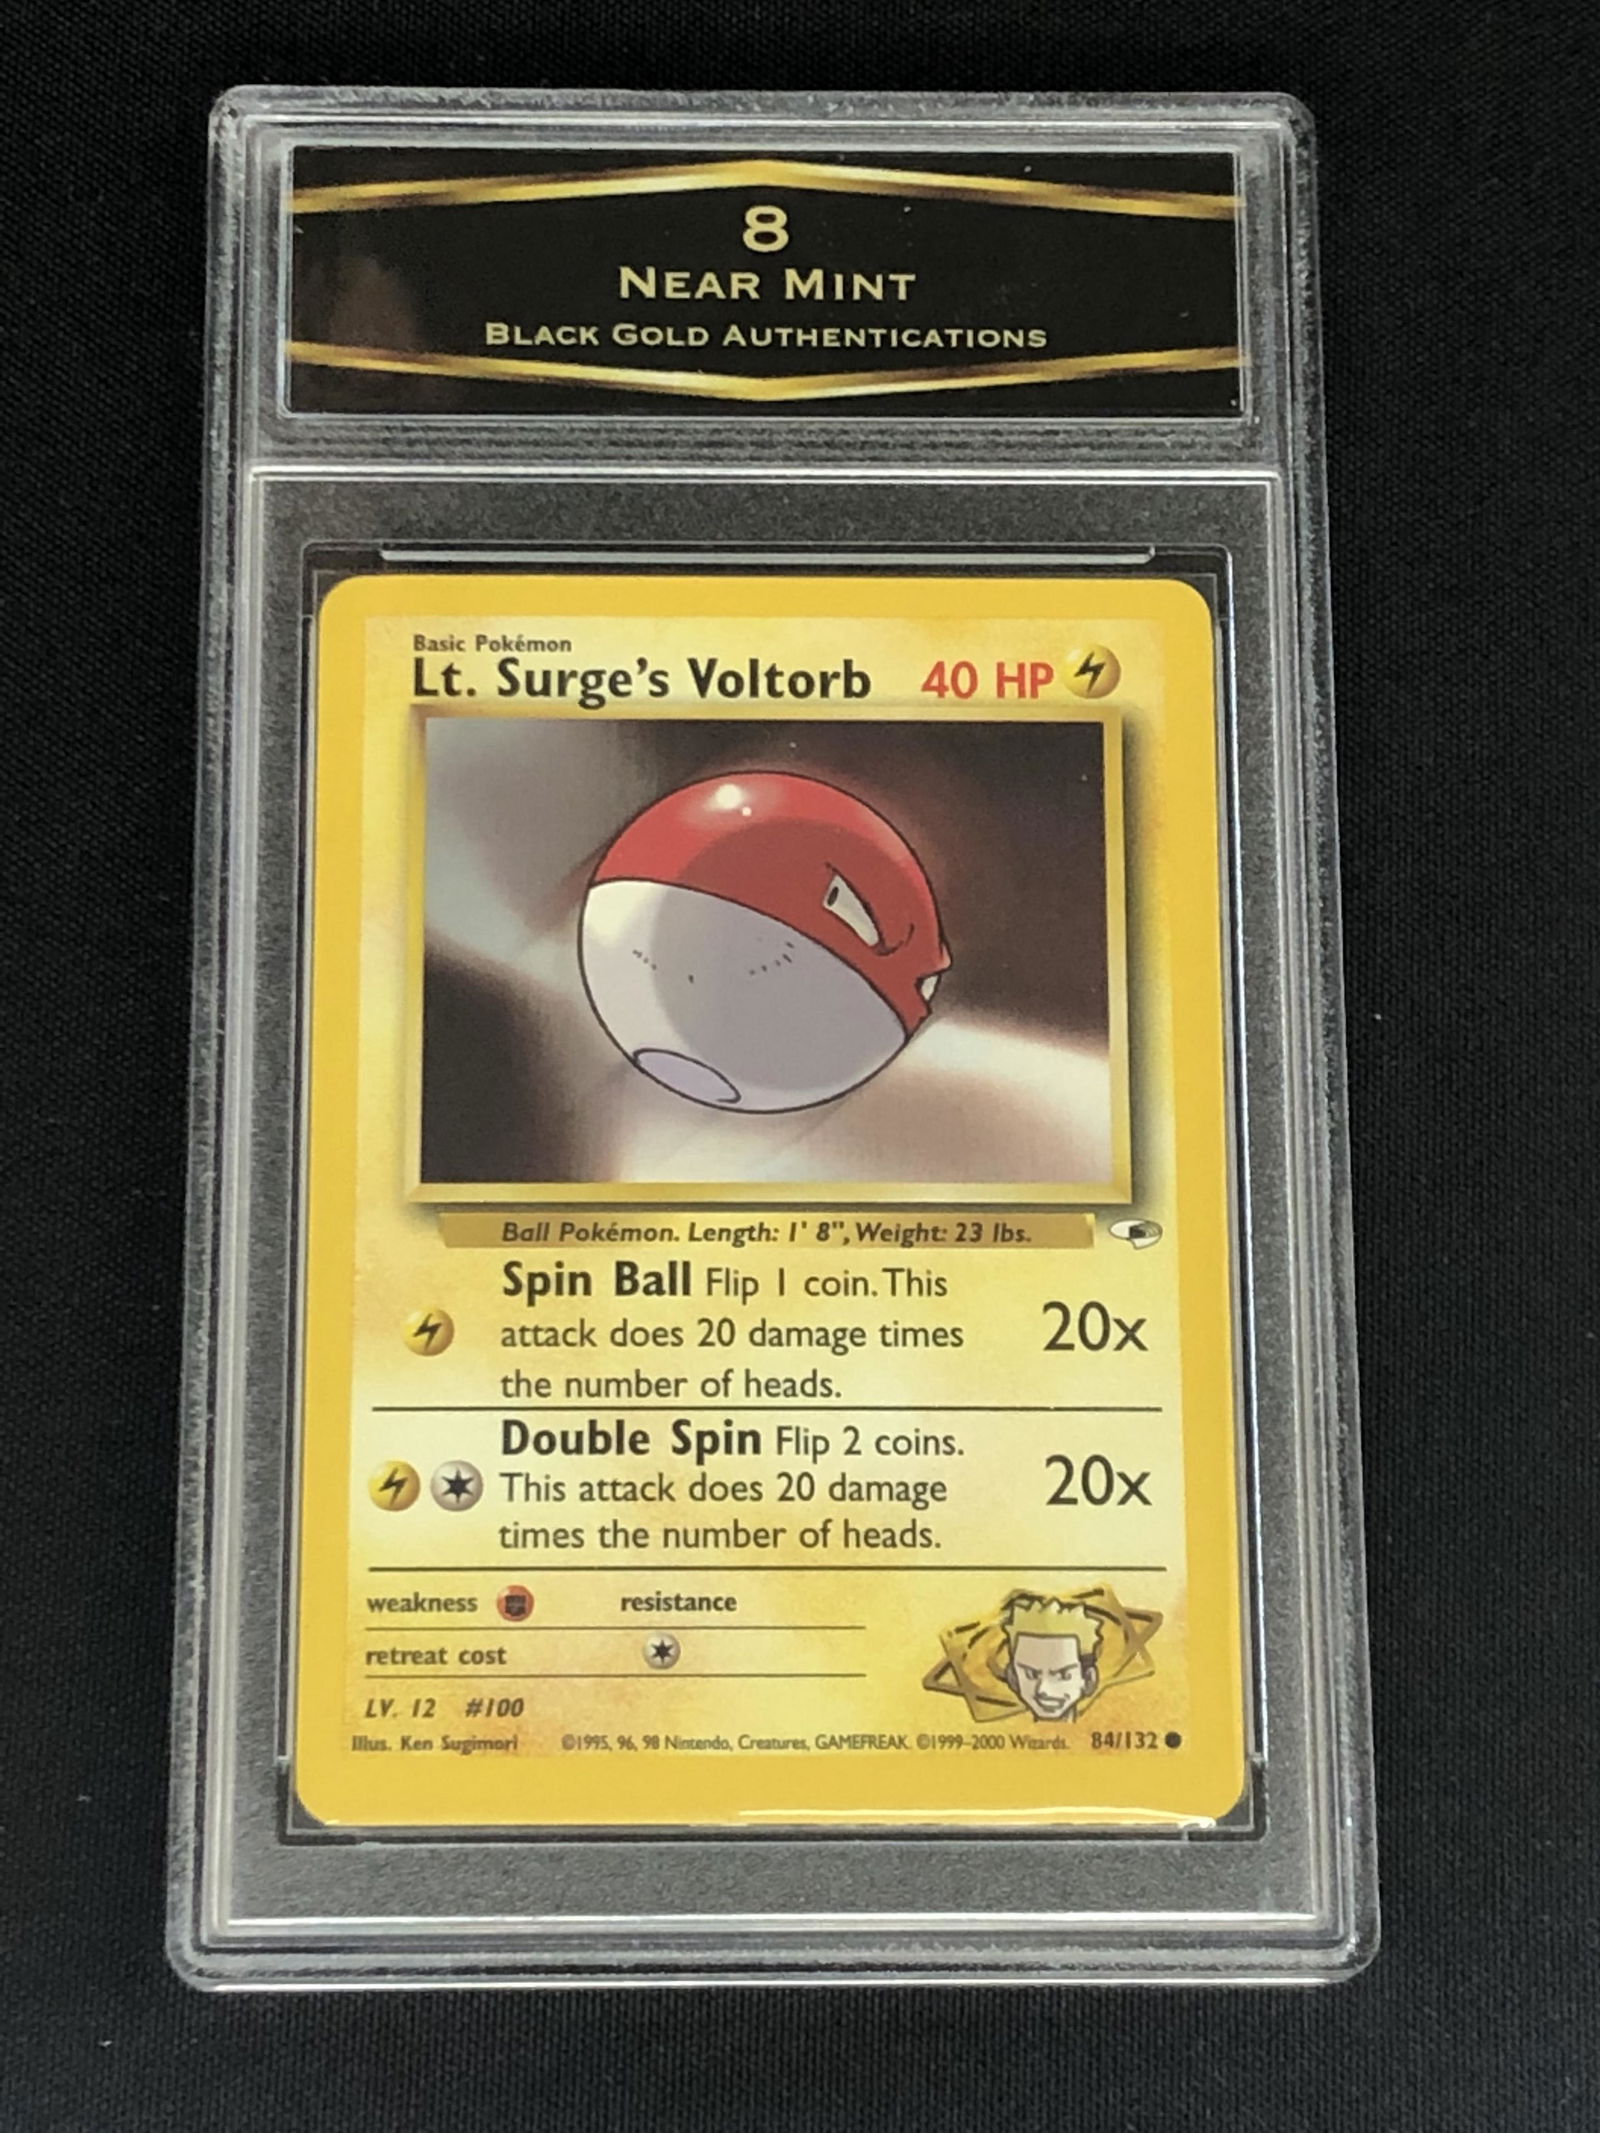 8
NEAR MINT
BLACK GOLD AUTHENTICATIONS
Basic Pokémon
Lt. Surge's Voltorb 40 HP
Ball Pokémon. Length: 1' 8", Weight: 23 lbs.
Spin Ball Flip 1 coin. This
attack does 20 damage times
the number of heads.
20x
Double Spin Flip 2 coins.
This attack does 20 damage
times the number of heads.
20x
weakness resistance
retreat cost
LV. 12 #100
Illus. Ken Sugimori ©1995, 96, 98 Nintendo, Creatures, GAMEFREAK. ©1999-2000 Wizards. 84/132